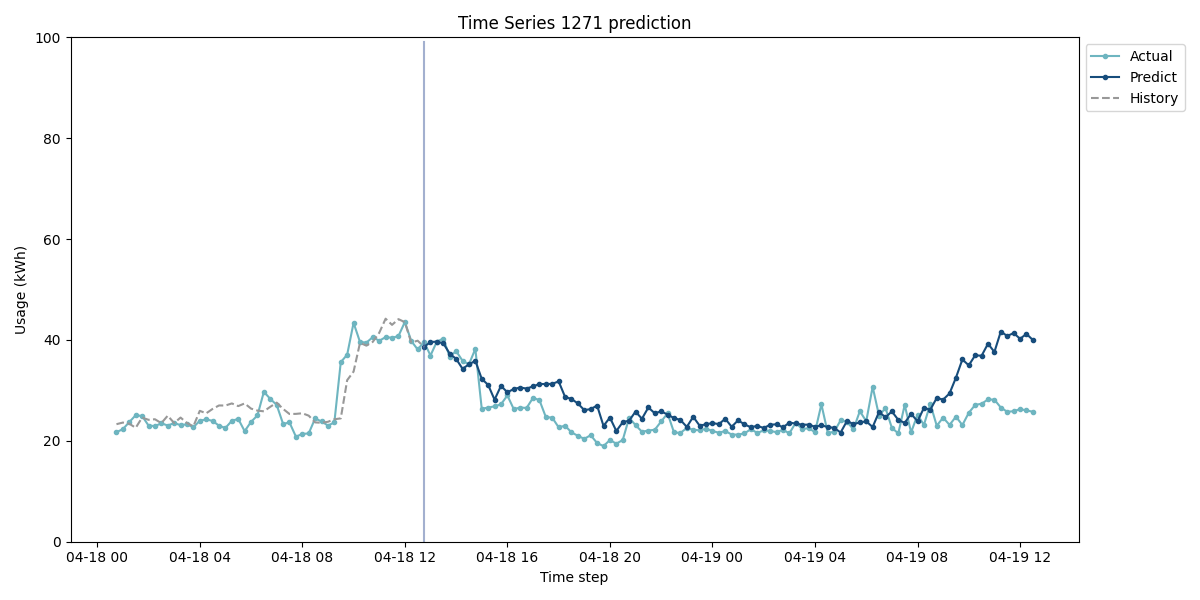 Time Series 1271 prediction
Usage (kWh)
100
80
60
40
20
0
04-18 00
04-18 04
04-18 08
04-18 12
04-18 16
04-18 20
04-19 00
04-19 04
04-19 08
04-19 12
Time step
Actual
Predict
History